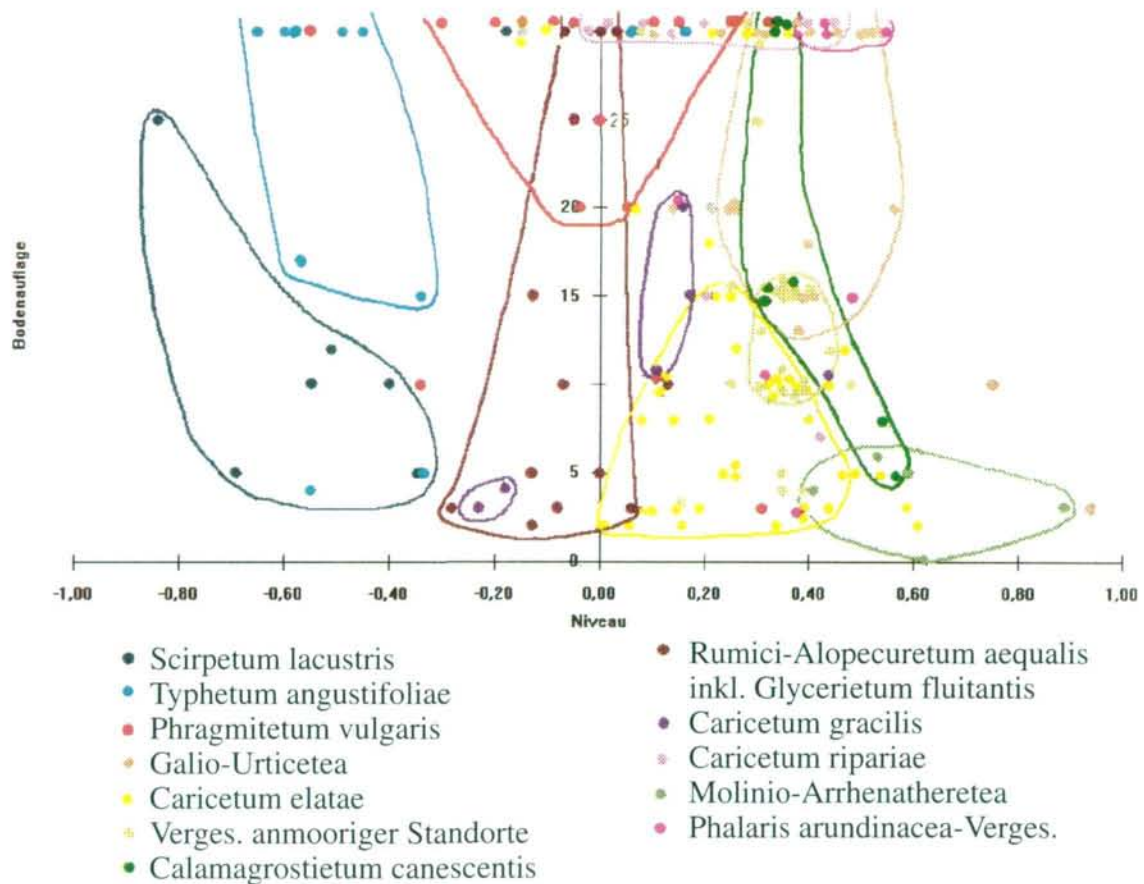 Bodenauflage
25
20
15
10
5
0
-1,00 -0,80 -0,60 -0,40 -0,20 0,00 0,20 0,40 0,60 0,80 1,00
Niveau
Scirpetum lacustris
Typhetum angustifoliae
Phragmitetum vulgaris
Galio-Urticetea
Caricetum elatae
Verges. anmooriger Standorte
Calamagrostietum canescentis
Rumici-Alopecuretum aequalis
inkl. Glycerietum fluitantis
Caricetum gracilis
Caricetum ripariae
Molinio-Arrhenatheretea
Phalaris arundinacea-Verges.